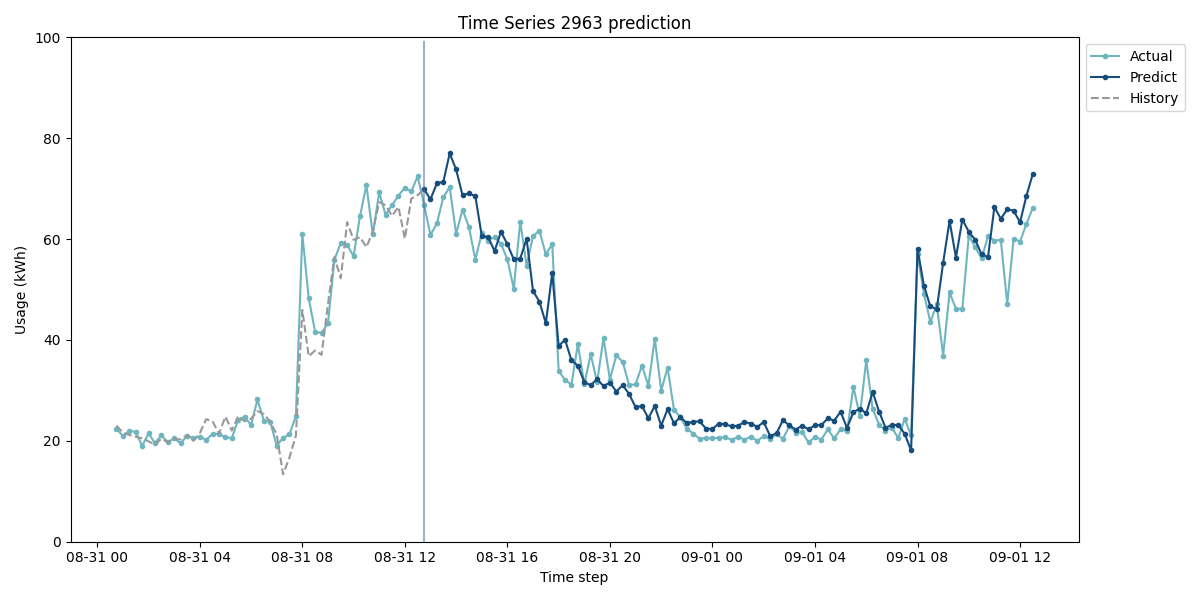 Time Series 2963 prediction
100
80
60
40
20
0
Usage (kWh)
08-31 00
08-31 04
08-31 08
08-31 12
08-31 16
08-31 20
09-01 00
09-01 04
09-01 08
09-01 12
Time step
Actual
Predict
History